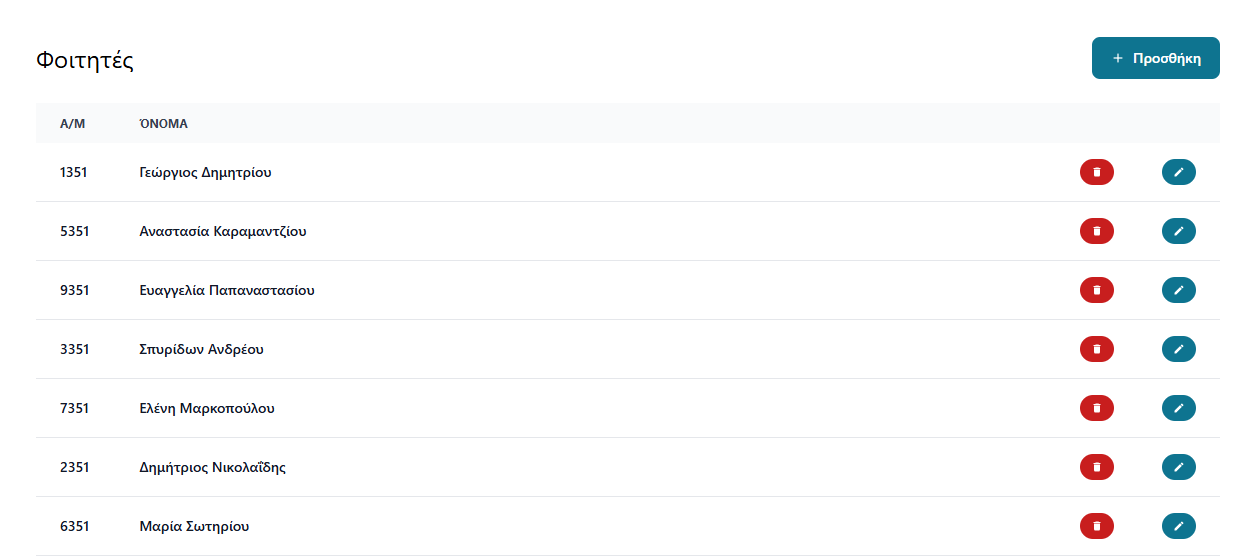 Φοιτητές
+ Προσθήκη
Α/Μ ΌΝΟΜΑ
1351 Γεώργιος Δημητρίου
5351 Αναστασία Καραμαντζίου
9351 Ευαγγελία Παπαναστασίου
3351 Σπυρίδων Ανδρέου
7351 Ελένη Μαρκοπούλου
2351 Δημήτριος Νικολαΐδης
6351 Μαρία Σωτηρίου